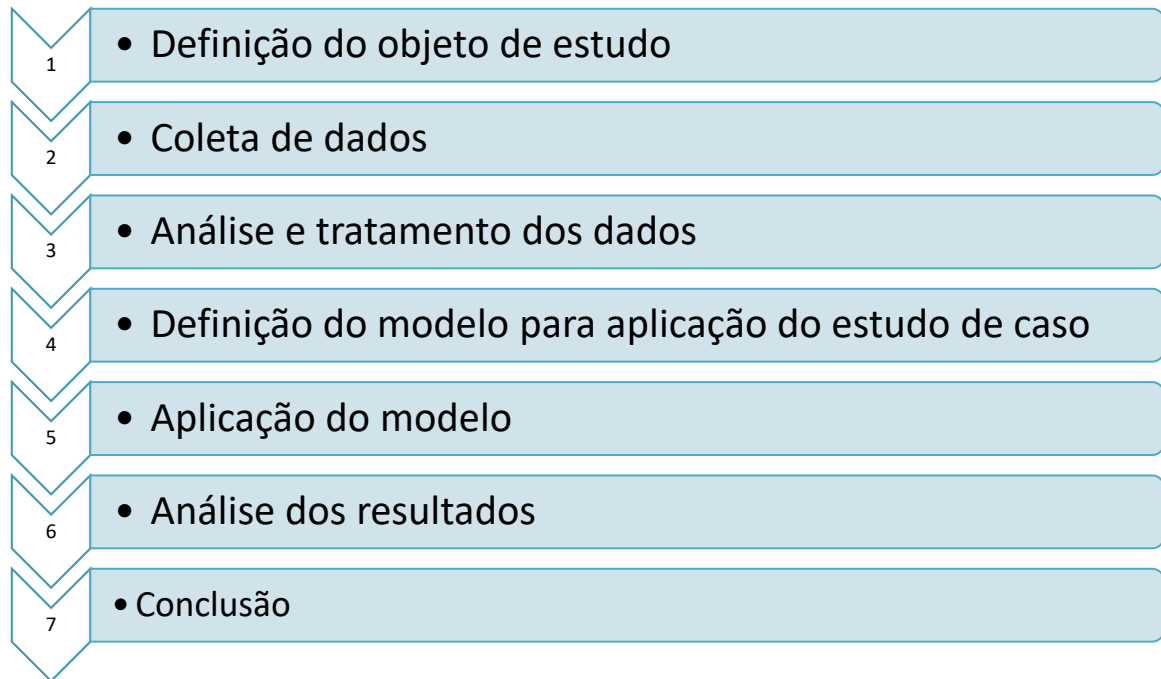 1
• Definição do objeto de estudo
2
• Coleta de dados
3
• Análise e tratamento dos dados
4
• Definição do modelo para aplicação do estudo de caso
5
• Aplicação do modelo
6
• Análise dos resultados
7
• Conclusão